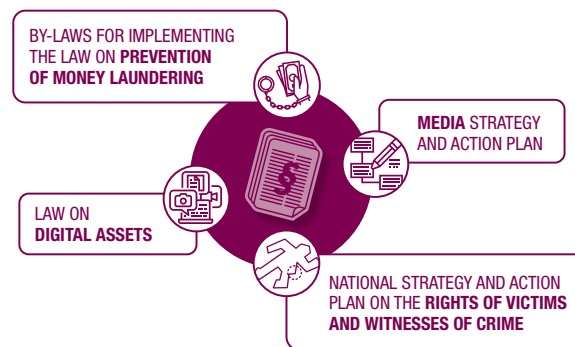 BY-LAWS FOR IMPLEMENTING
THE LAW ON PREVENTION
OF MONEY LAUNDERING
MEDIA STRATEGY
AND ACTION PLAN
§
LAW ON
DIGITAL ASSETS
NATIONAL STRATEGY AND ACTION
PLAN ON THE RIGHTS OF VICTIMS
AND WITNESSES OF CRIME